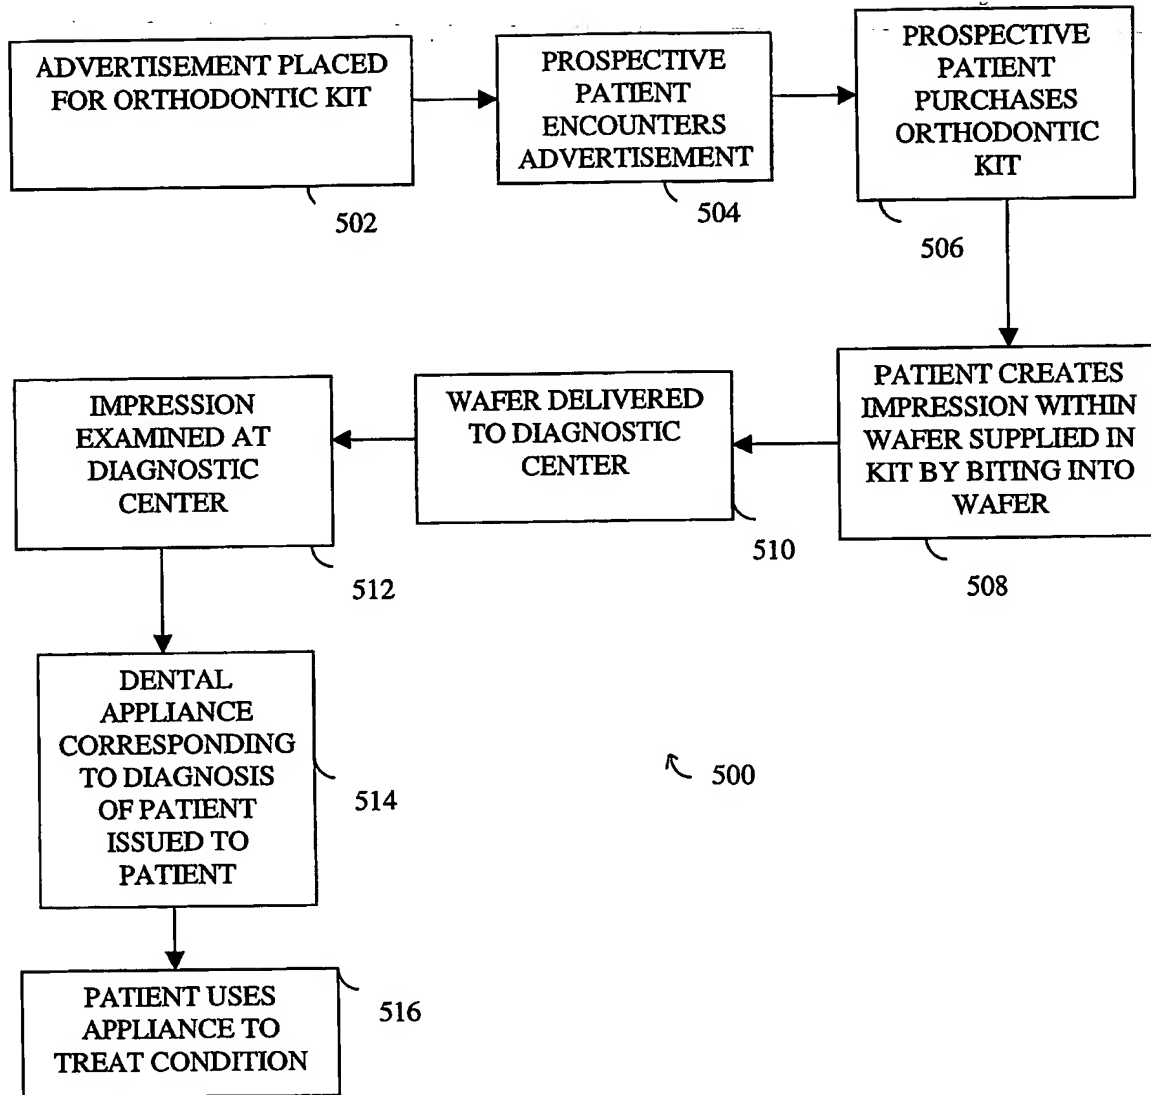 ADVERTISEMENT PLACED
FOR ORTHODONTIC KIT
502
PROSPECTIVE
PATIENT
ENCOUNTERS
ADVERTISEMENT
504
PROSPECTIVE
PATIENT
PURCHASES
ORTHODONTIC
KIT
506
PATIENT CREATES
IMPRESSION WITHIN
WAFER SUPPLIED IN
KIT BY BITING INTO
WAFER
508
WAFER DELIVERED
TO DIAGNOSTIC
CENTER
510
IMPRESSION
EXAMINED AT
DIAGNOSTIC
CENTER
512
DENTAL
APPLIANCE
CORRESPONDING
TO DIAGNOSIS
OF PATIENT
ISSUED TO
PATIENT
514
500
PATIENT USES
APPLIANCE TO
TREAT CONDITION
516